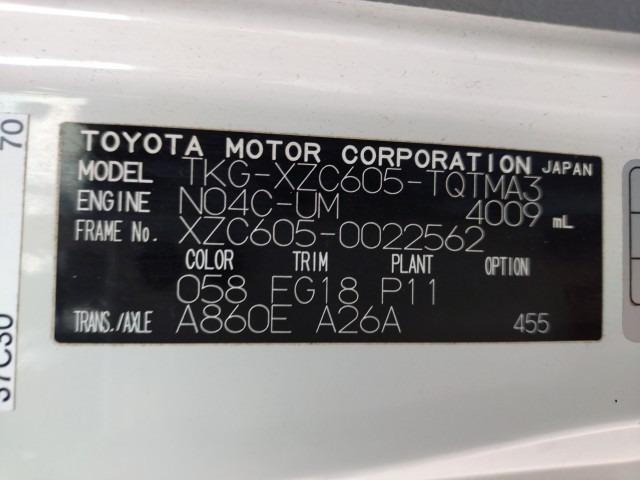 TOYOTA MOTOR CORPORATION JAPAN
MODEL TKG-XZC605-TQTMA3
ENGINE N04C-UM 4009 mL
FRAME No. XZC605-0022562
COLOR TRIM PLANT OPTION
058 FG18 P11
TRANS./AXLE A860E A26A 455
70